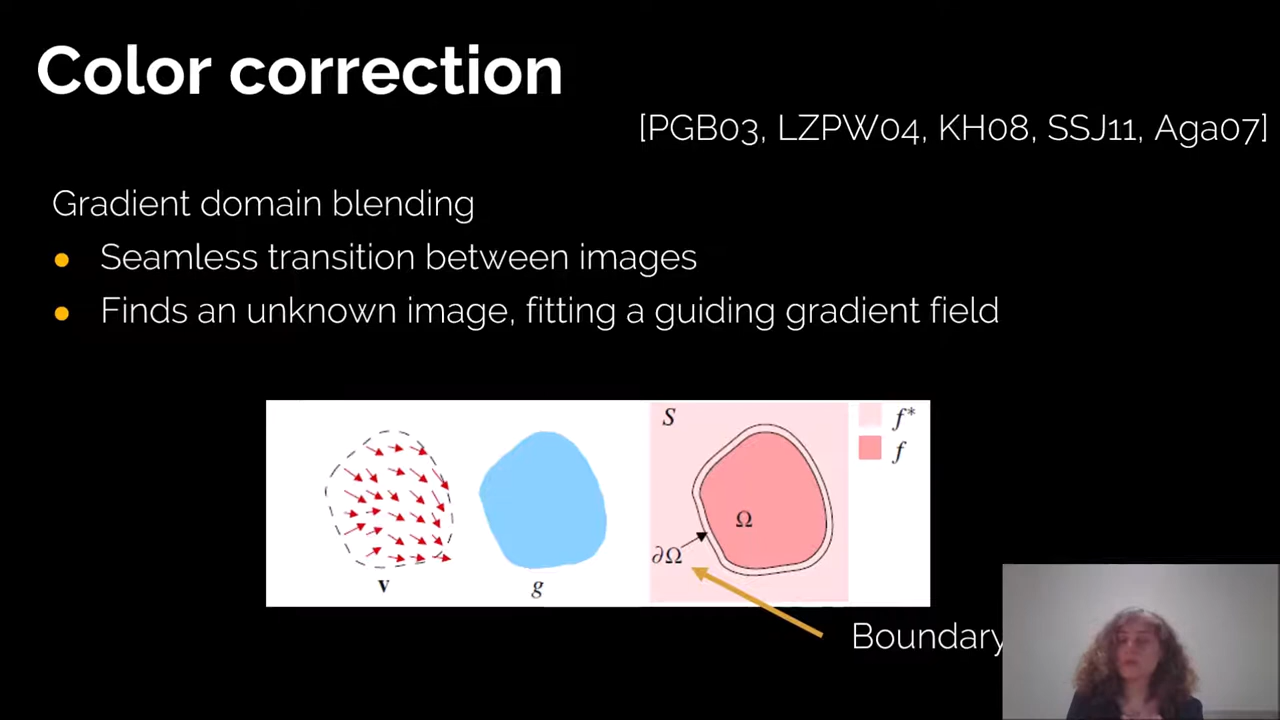 Color correction
[PGB03, LZPW04, KH08, SSJ11, Aga07]
Gradient domain blending
● Seamless transition between images
● Finds an unknown image, fitting a guiding gradient field
S
f*
f
Ω
∂Ω
v
g
Boundary